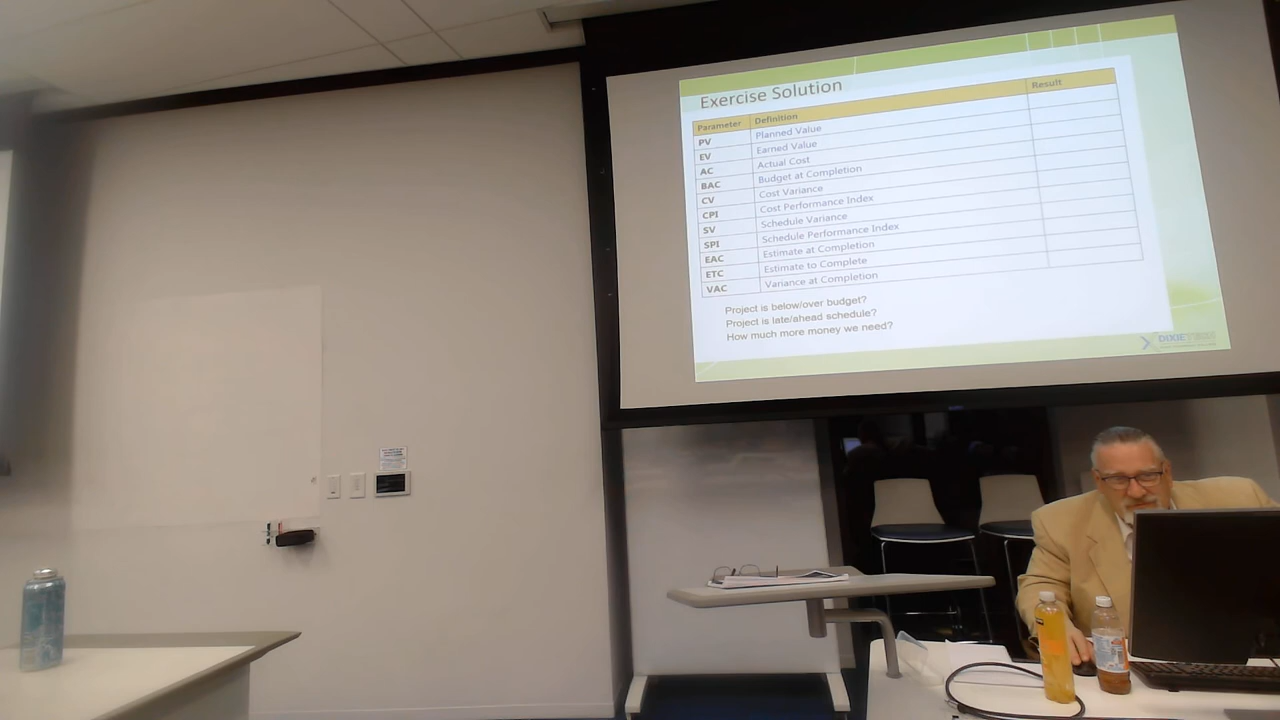 Exercise Solution
Parameter Definition Result
PV Planned Value
EV Earned Value
AC Actual Cost
BAC Budget at Completion
CV Cost Variance
CPI Cost Performance Index
SV Schedule Variance
SPI Schedule Performance Index
EAC Estimate at Completion
ETC Estimate to Complete
VAC Variance at Completion
Project is below/over budget?
Project is late/ahead schedule?
How much more money we need?
DIXIE